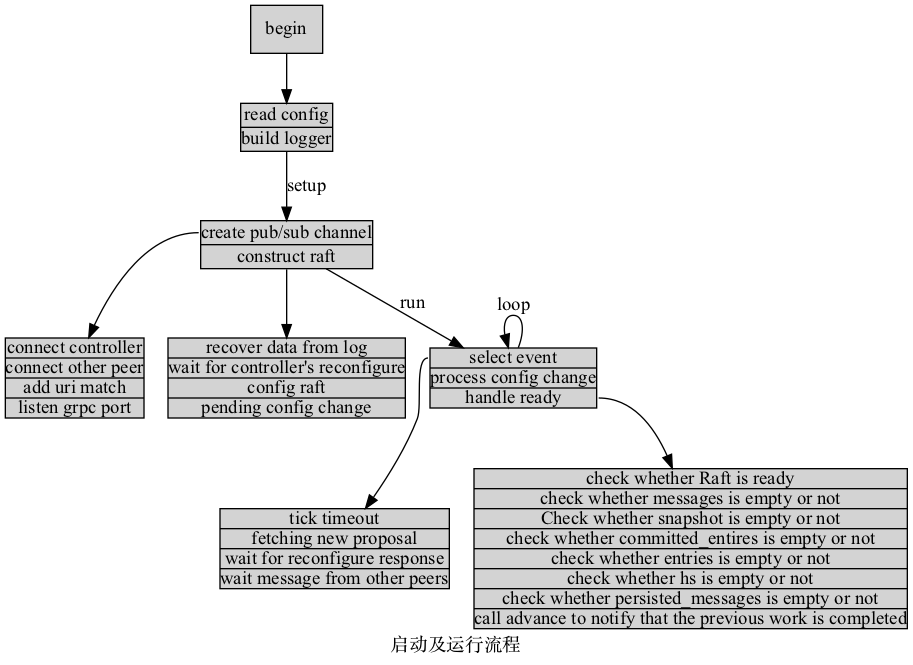 begin
read config
build logger
setup
create pub/sub channel
construct raft
run
loop
connect controller
connect other peer
add uri match
listen grpc port
recover data from log
wait for controller's reconfigure
config raft
pending config change
select event
process config change
handle ready
tick timeout
fetching new proposal
wait for reconfigure response
wait message from other peers
check whether Raft is ready
check whether messages is empty or not
Check whether snapshot is empty or not
check whether committed_entires is empty or not
check whether entries is empty or not
check whether hs is empty or not
check whether persisted_messages is empty or not
call advance to notify that the previous work is completed
启动及运行流程